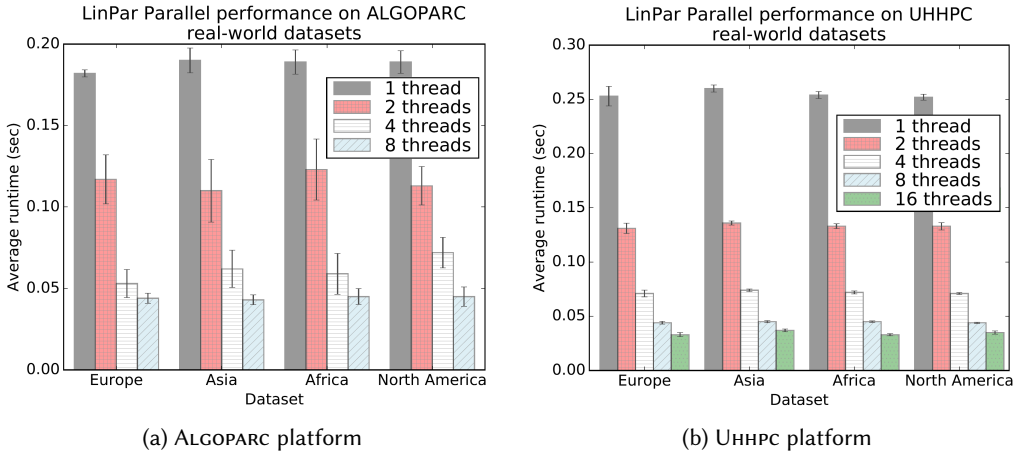 LinPar Parallel performance on ALGOPARC
real-world datasets
0.20
0.15
0.10
0.05
0.00
Average runtime (sec)
1 thread
2 threads
4 threads
8 threads
Europe
Asia
Africa
North America
Dataset
(a) Algoparc platform
LinPar Parallel performance on UHHPC
real-world datasets
0.30
0.25
0.20
0.15
0.10
0.05
0.00
Average runtime (sec)
1 thread
2 threads
4 threads
8 threads
16 threads
Europe
Asia
Africa
North America
Dataset
(b) Uhhpc platform